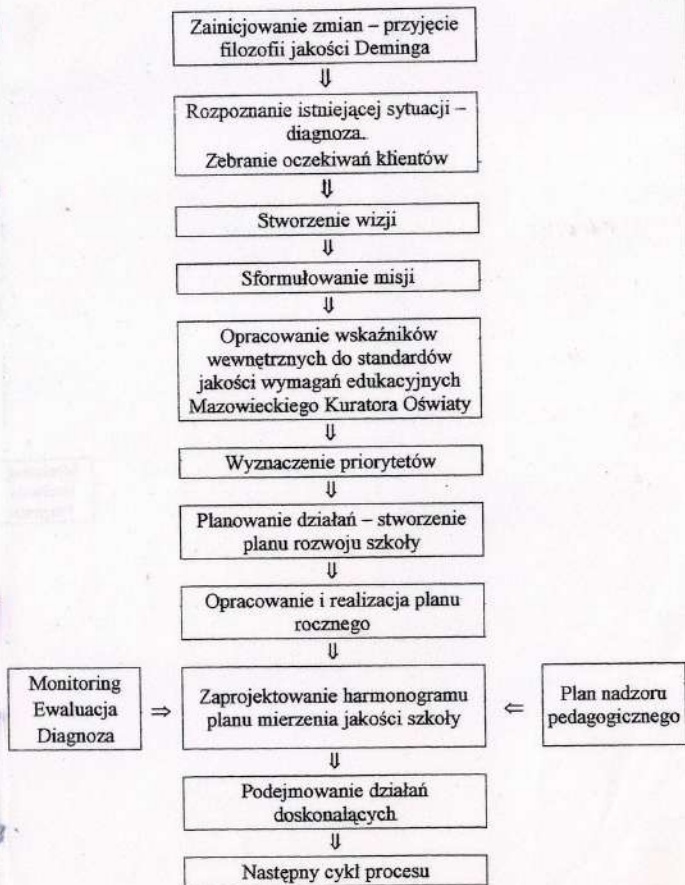 Zainicjowanie zmian – przyjęcie
filozofii jakości Deminga
⇓
Rozpoznanie istniejącej sytuacji –
diagnoza.
Zebranie oczekiwań klientów
⇓
Stworzenie wizji
⇓
Sformułowanie misji
⇓
Opracowanie wskaźników
wewnętrznych do standardów
jakości wymagań edukacyjnych
Mazowieckiego Kuratora Oświaty
⇓
Wyznaczenie priorytetów
⇓
Planowanie działań – stworzenie
planu rozwoju szkoły
⇓
Opracowanie i realizacja planu
rocznego
⇓
Monitoring
Ewaluacja
Diagnoza
⇒
Zaprojektowanie harmonogramu
planu mierzenia jakości szkoły
⇐
Plan nadzoru
pedagogicznego
⇓
Podejmowanie działań
doskonalących
⇓
Następny cykl procesu